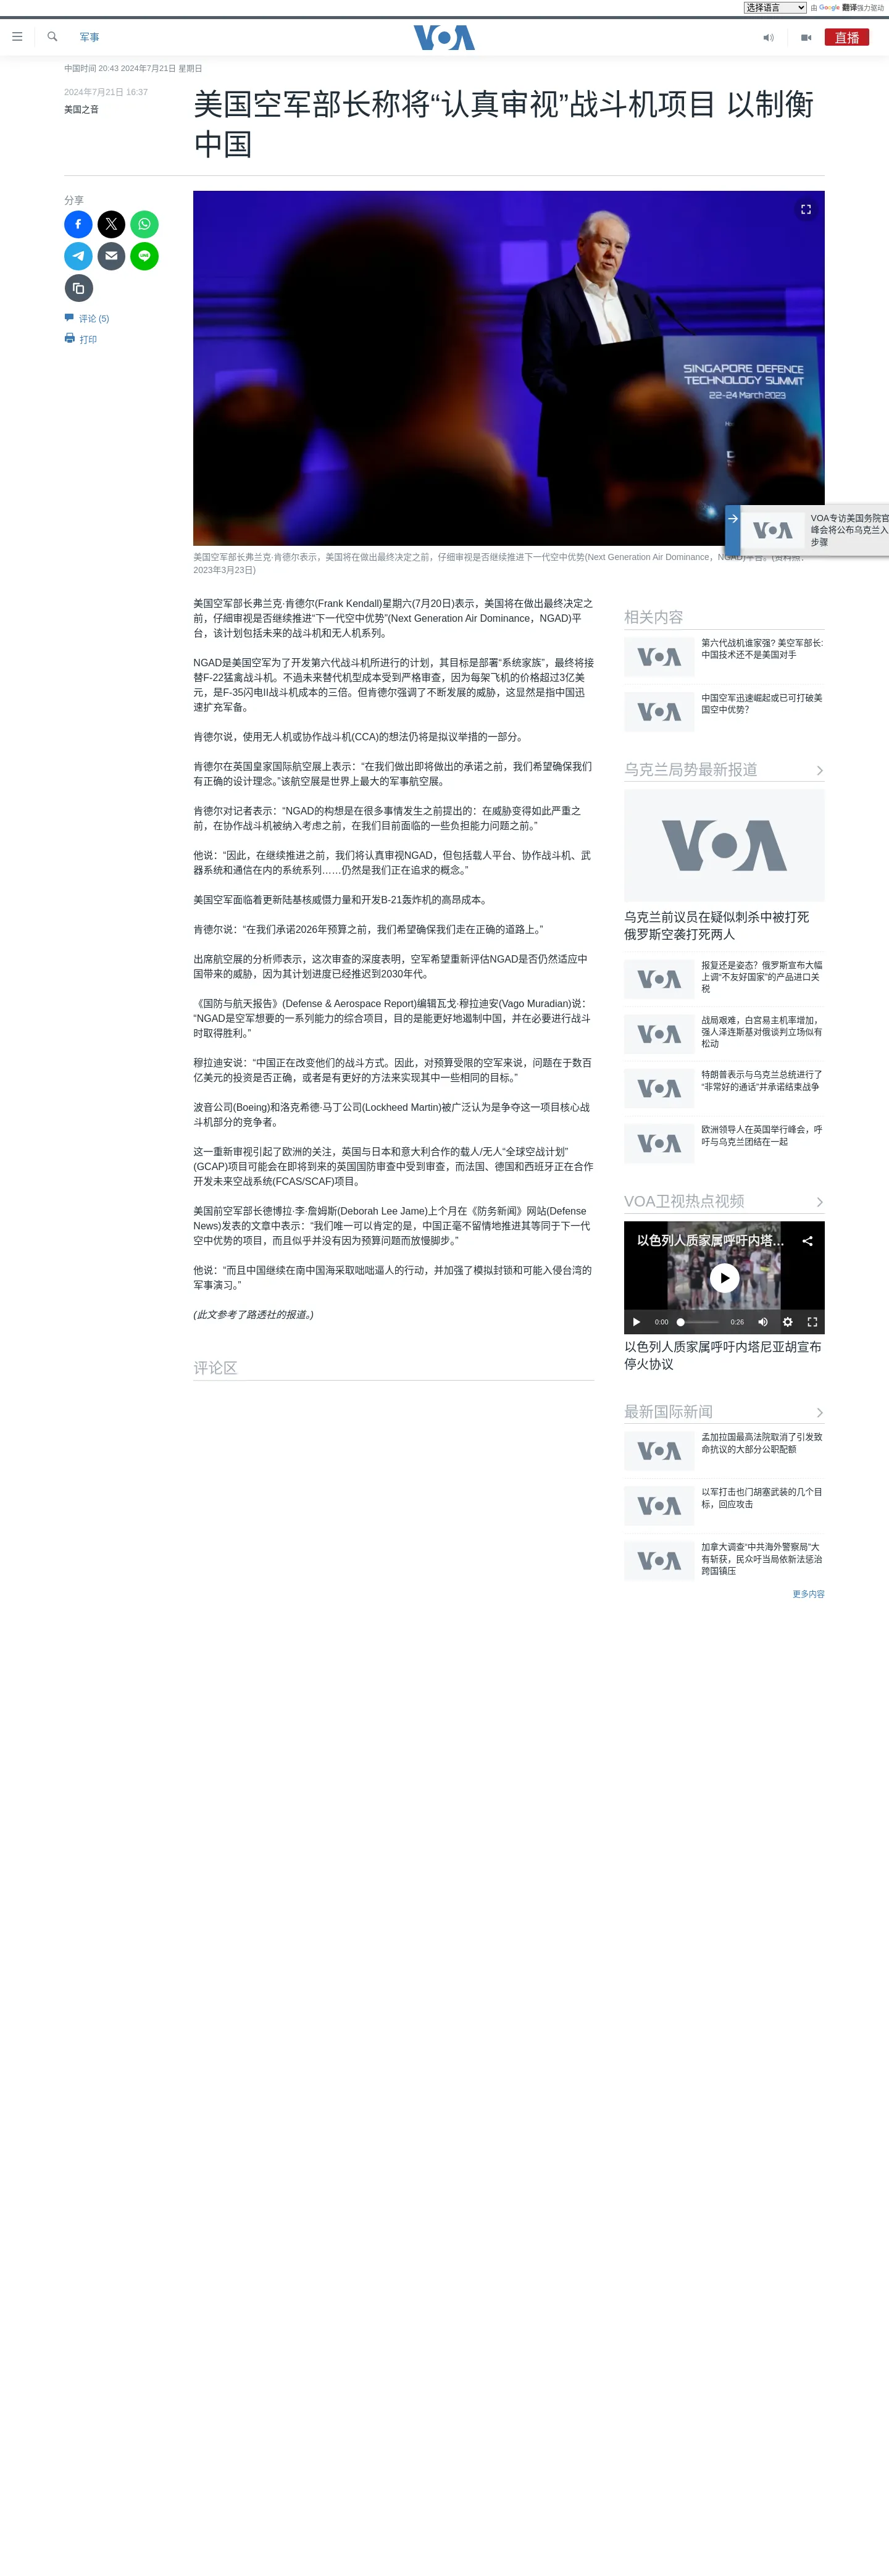 选择语言 由 Google 翻译强力驱动
军事
VOA
直播
中国时间 20:43 2024年7月21日 星期日
2024年7月21日 16:37
美国之音
美国空军部长称将“认真审视”战斗机项目 以制衡
中国
分享
评论 (5)
打印
SINGAPORE DEFENCE
TECHNOLOGY SUMMIT
22-24 March 2023
VOA专访美国务院官
峰会将公布乌克兰入
步骤
美国空军部长弗兰克·肯德尔表示，美国将在做出最终决定之前，仔细审视是否继续推进下一代空中优势(Next Generation Air Dominance，NGAD)平台。(资料照：
2023年3月23日)
美国空军部长弗兰克·肯德尔(Frank Kendall)星期六(7月20日)表示，美国将在做出最终决定之
前，仔细审视是否继续推进“下一代空中优势”(Next Generation Air Dominance，NGAD)平
台，该计划包括未来的战斗机和无人机系列。
NGAD是美国空军为了开发第六代战斗机所进行的计划，其目标是部署“系统家族”，最终将接
替F-22猛禽战斗机。不過未来替代机型成本受到严格审查，因为每架飞机的价格超过3亿美
元，是F-35闪电II战斗机成本的三倍。但肯德尔强调了不断发展的威胁，这显然是指中国迅
速扩充军备。
肯德尔说，使用无人机或协作战斗机(CCA)的想法仍将是拟议举措的一部分。
肯德尔在英国皇家国际航空展上表示：“在我们做出即将做出的承诺之前，我们希望确保我们
有正确的设计理念。”该航空展是世界上最大的军事航空展。
肯德尔对记者表示：“NGAD的构想是在很多事情发生之前提出的：在威胁变得如此严重之
前，在协作战斗机被纳入考虑之前，在我们目前面临的一些负担能力问题之前。”
他说：“因此，在继续推进之前，我们将认真审视NGAD，但包括载人平台、协作战斗机、武
器系统和通信在内的系统系列……仍然是我们正在追求的概念。”
美国空军面临着更新陆基核威慑力量和开发B-21轰炸机的高昂成本。
肯德尔说：“在我们承诺2026年预算之前，我们希望确保我们走在正确的道路上。”
出席航空展的分析师表示，这次审查的深度表明，空军希望重新评估NGAD是否仍然适应中
国带来的威胁，因为其计划进度已经推迟到2030年代。
《国防与航天报告》(Defense & Aerospace Report)编辑瓦戈·穆拉迪安(Vago Muradian)说：
“NGAD是空军想要的一系列能力的综合项目，目的是能更好地遏制中国，并在必要进行战斗
时取得胜利。”
穆拉迪安说：“中国正在改变他们的战斗方式。因此，对预算受限的空军来说，问题在于数百
亿美元的投资是否正确，或者是有更好的方法来实现其中一些相同的目标。”
波音公司(Boeing)和洛克希德·马丁公司(Lockheed Martin)被广泛认为是争夺这一项目核心战
斗机部分的竞争者。
这一重新审视引起了欧洲的关注，英国与日本和意大利合作的载人/无人“全球空战计划”
(GCAP)项目可能会在即将到来的英国国防审查中受到审查，而法国、德国和西班牙正在合作
开发未来空战系统(FCAS/SCAF)项目。
美国前空军部长德博拉·李·詹姆斯(Deborah Lee Jame)上个月在《防务新闻》网站(Defense
News)发表的文章中表示：“我们唯一可以肯定的是，中国正毫不留情地推进其等同于下一代
空中优势的项目，而且似乎并没有因为预算问题而放慢脚步。”
他说：“而且中国继续在南中国海采取咄咄逼人的行动，并加强了模拟封锁和可能入侵台湾的
军事演习。”
(此文参考了路透社的报道。)
评论区
相关内容
VOA
第六代战机谁家强? 美空军部长:
中国技术还不是美国对手
VOA
中国空军迅速崛起或已可打破美
国空中优势？
乌克兰局势最新报道
VOA
乌克兰前议员在疑似刺杀中被打死
俄罗斯空袭打死两人
VOA
报复还是姿态？俄罗斯宣布大幅
上调“不友好国家”的产品进口关
税
VOA
战局艰难，白宫易主机率增加，
强人泽连斯基对俄谈判立场似有
松动
VOA
特朗普表示与乌克兰总统进行了
“非常好的通话”并承诺结束战争
VOA
欧洲领导人在英国举行峰会，呼
吁与乌克兰团结在一起
VOA卫视热点视频
以色列人质家属呼吁内塔...
0:00 0:26
以色列人质家属呼吁内塔尼亚胡宣布
停火协议
最新国际新闻
VOA
孟加拉国最高法院取消了引发致
命抗议的大部分公职配额
VOA
以军打击也门胡塞武装的几个目
标，回应攻击
VOA
加拿大调查“中共海外警察局”大
有斩获，民众吁当局依新法惩治
跨国镇压
更多内容